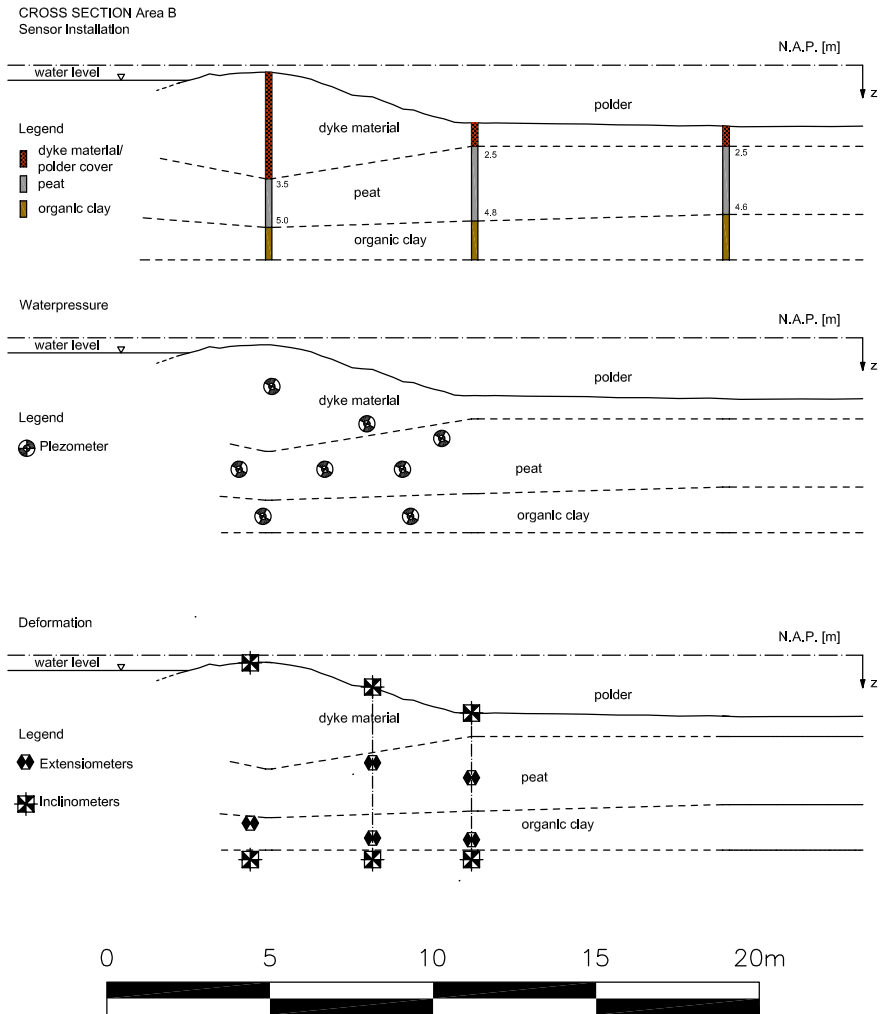 CROSS SECTION Area B
Sensor Installation
N.A.P. [m]
water level
z
polder
dyke material
Legend
dyke material/
polder cover
peat
organic clay
2.5
2.5
3.5
peat
4.6
4.8
5.0
organic clay
Waterpressure
N.A.P. [m]
water level
z
polder
dyke material
Legend
Piezometer
peat
organic clay
Deformation
N.A.P. [m]
water level
z
polder
dyke material
Legend
Extensiometers
peat
Inclinometers
organic clay
0 5 10 15 20m